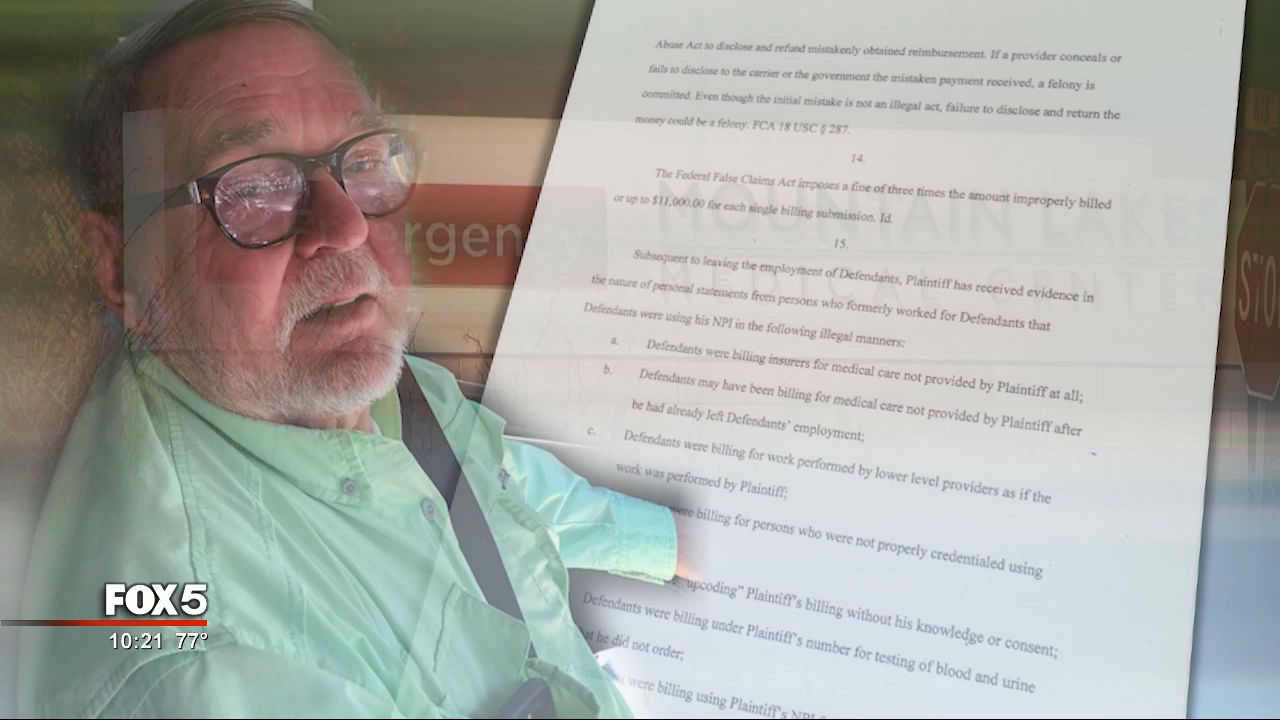 Abuse Act to disclose and refund mistakenly obtained reimbursement. If a provider conceals or
fails to disclose to the carrier or the government the mistaken payment received, a felony is
committed. Even though the initial mistake is not an illegal act, failure to disclose and return the
money could be a felony. FCA 18 USC § 287.
14.
The Federal False Claims Act imposes a fine of three times the amount improperly billed
or up to $11,000.00 for each single billing submission. Id.
15.
Subsequent to leaving the employment of Defendants, Plaintiff has received evidence in
the nature of personal statements from persons who formerly worked for Defendants that
Defendants were using his NPI in the following illegal manners:
a. Defendants were billing insurers for medical care not provided by Plaintiff at all;
b. Defendants may have been billing for medical care not provided by Plaintiff after
he had already left Defendants' employment;
c. Defendants were billing for work performed by lower level providers as if the
work was performed by Plaintiff;
were billing for persons who were not properly credentialed using
"upcoding" Plaintiff's billing without his knowledge or consent;
Defendants were billing under Plaintiff's number for testing of blood and urine
he did not order;
were billing using Plaintiff's NPI
rgency
MOUNTAIN LAKES
MEDICAL CENTER
STO
FOX 5
10:21 77°